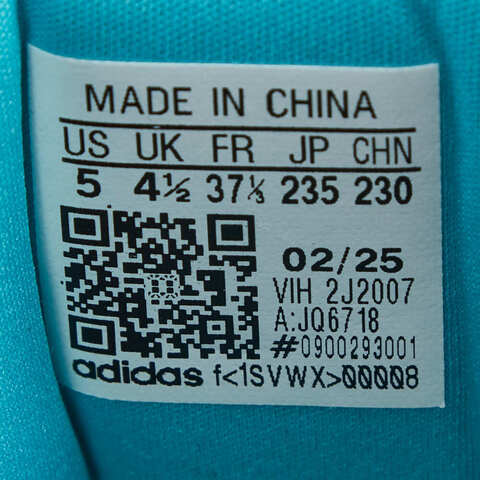 MADE IN CHINA
US UK FR JP CHN
5 4½ 37⅓ 235 230
02/25
VIH 2J2007
A:JQ6718
#0900293001
adidas f<1SVWX>00008